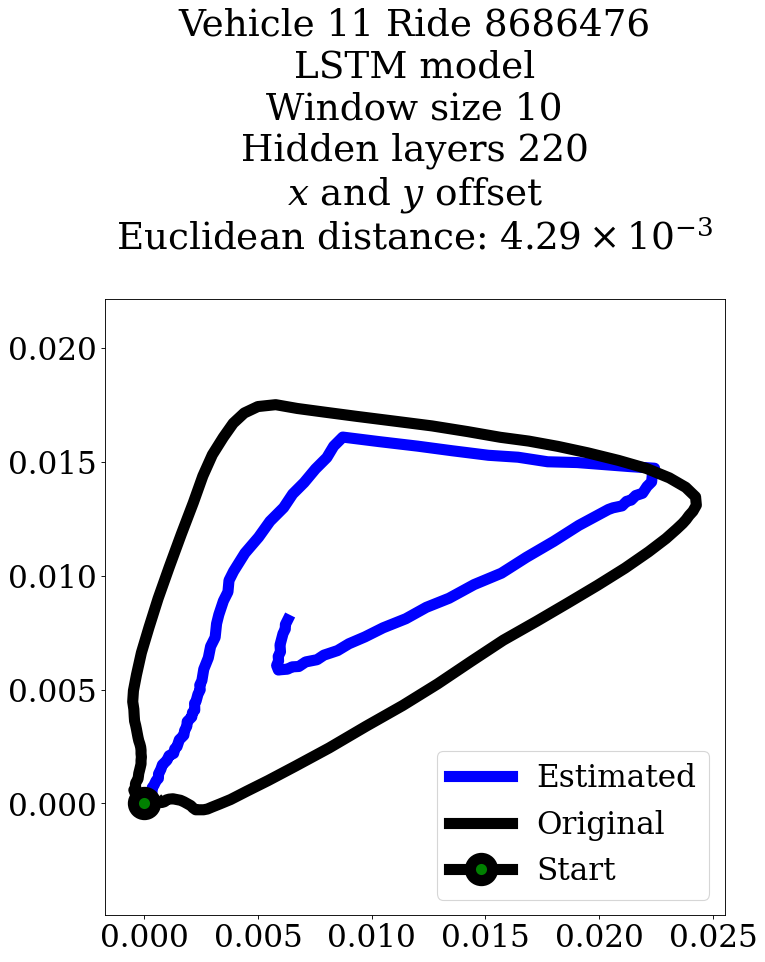 Vehicle 11 Ride 8686476
LSTM model
Window size 10
Hidden layers 220
x and y offset
Euclidean distance: 4.29 × 10⁻³
0.020
0.015
0.010
0.005
0.000
Estimated
Original
Start
0.000 0.005 0.010 0.015 0.020 0.025